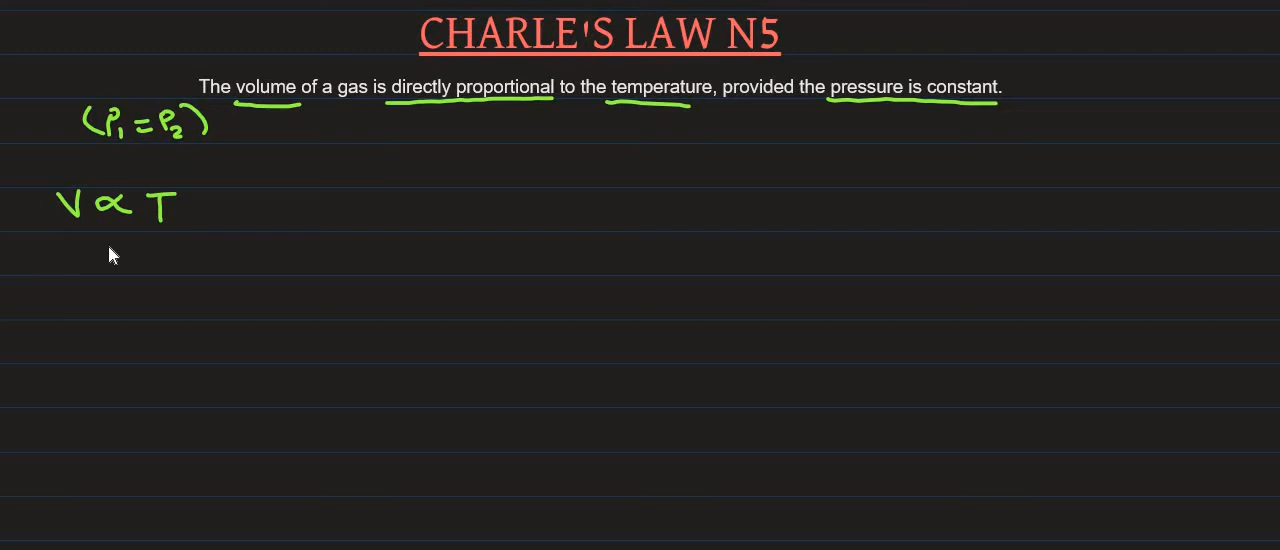 CHARLE'S LAW N5
The volume of a gas is directly proportional to the temperature, provided the pressure is constant.
(P₁ = P₂)
V ∝ T